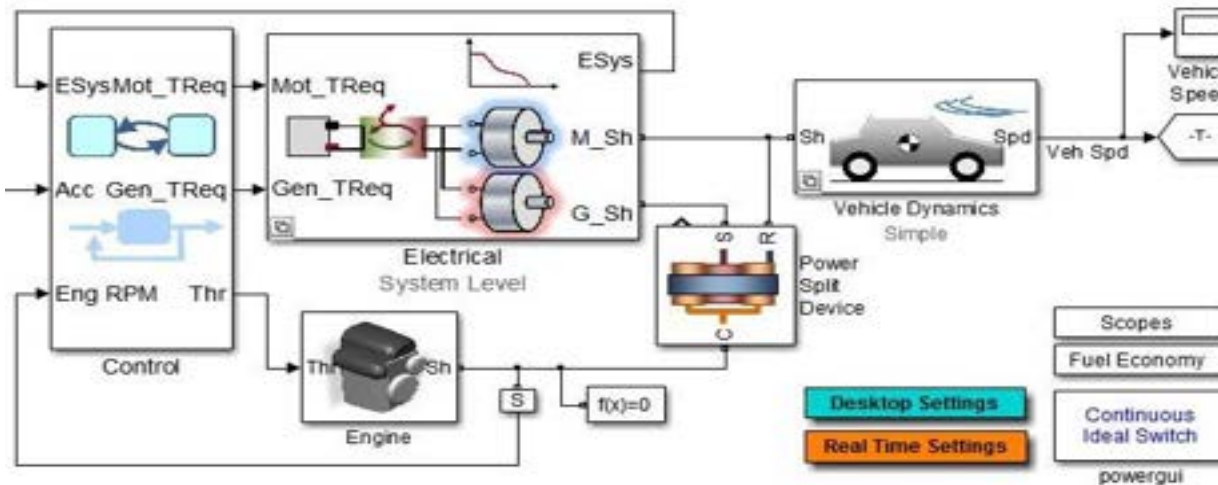 ESys Mot_TReq
Acc Gen_TReq
Eng RPM Thr
Control
Mot_TReq
Gen_TReq
ESys
M_Sh
G_Sh
Electrical
System Level
Sh
Spd
Vehicle Dynamics
Simple
Veh Spd
Vehic
Spee
-T-
S
R
C
Power
Split
Device
Thr
Sh
Engine
S
f(x)=0
Desktop Settings
Real Time Settings
Scopes
Fuel Economy
Continuous
Ideal Switch
powergui